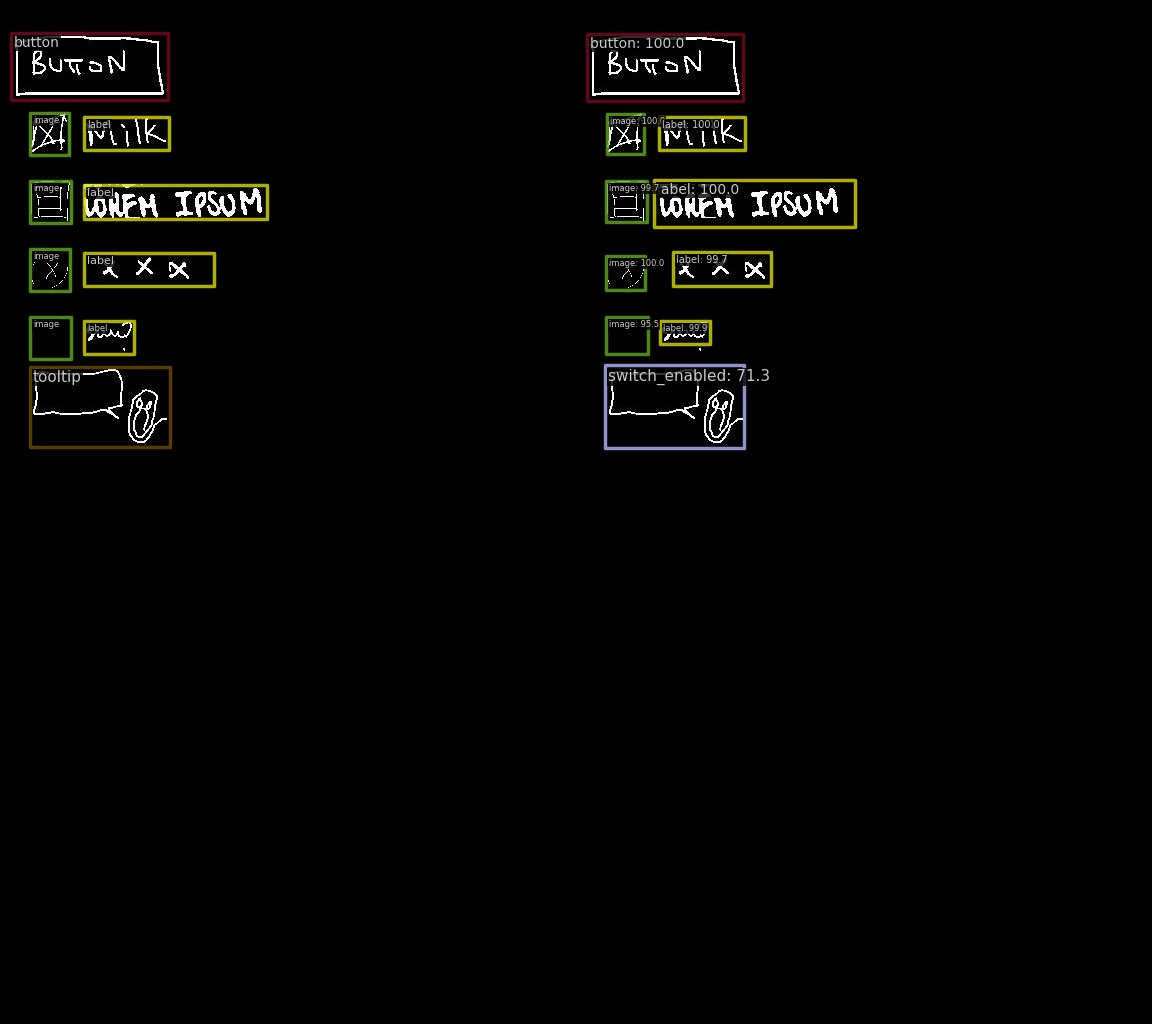 button button: 100.0
BUTTON BUTTON
image label image: 100.0 label: 100.0
Milk Milk
image label image: 99.7 label: 100.0
LOREM IPSUM LOREM IPSUM
image label image: 100.0 label: 99.7
x x x x x x
image label image: 95.5 label: 99.9
tooltip switch_enabled: 71.3